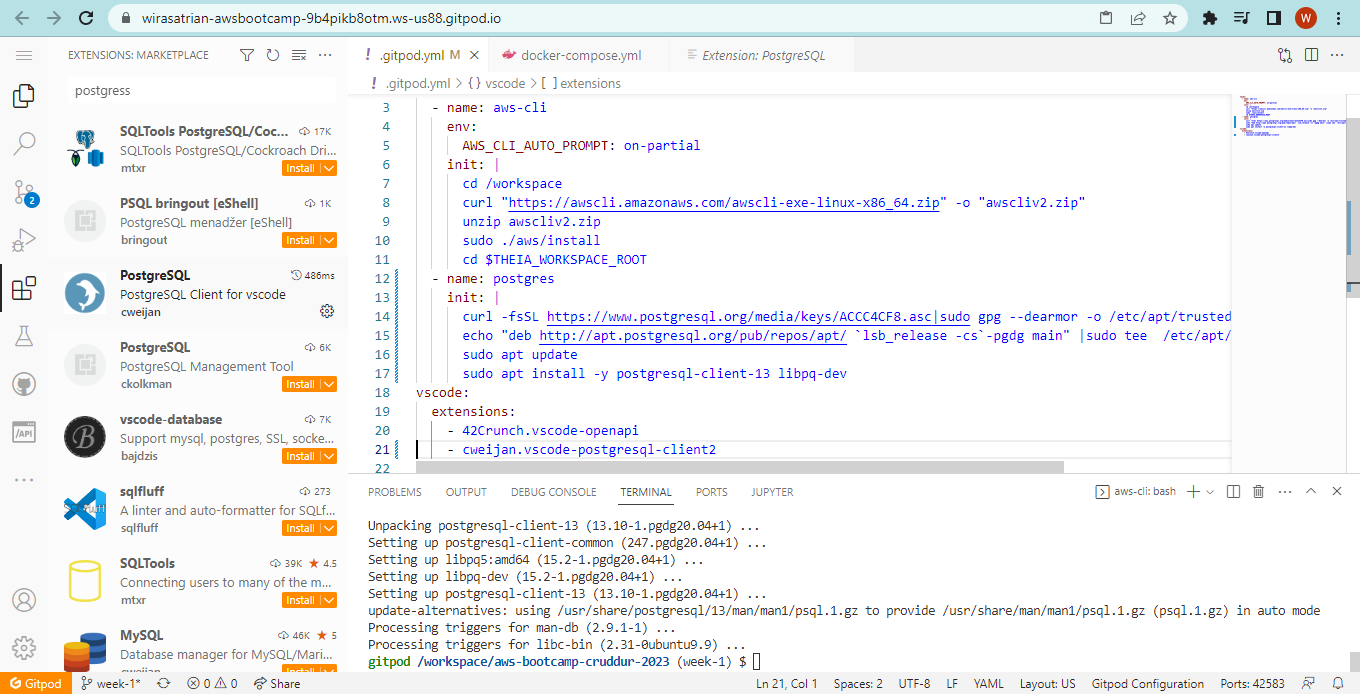 wirasatrian-awsbootcamp-9b4pikb8otm.ws-us88.gitpod.io
W
EXTENSIONS: MARKETPLACE
postgress
SQLTools PostgreSQL/Coc... 17K
SQLTools PostgreSQL/Cockroach Dri...
mtxr Install
PSQL bringout [eShell] 1K
PostgreSQL menadžer [eShell]
bringout Install
PostgreSQL 486ms
PostgreSQL Client for vscode
cweijan
PostgreSQL 6K
PostgreSQL Management Tool
ckolkman Install
vscode-database 7K
Support mysql, postgres, SSL, socke...
bajdzis Install
sqlfluff 273
A linter and auto-formatter for SQLf...
sqlfluff Install
SQLTools 39K ★ 4.5
Connecting users to many of the m...
mtxr Install
MySQL 46K ★ 5
Database manager for MySQL/Mari...
cweijan Install
2
/API
! .gitpod.yml M docker-compose.yml Extension: PostgreSQL
! .gitpod.yml > {} vscode > [ ] extensions
3 - name: aws-cli
4 env:
5 AWS_CLI_AUTO_PROMPT: on-partial
6 init: |
7 cd /workspace
8 curl "https://awscli.amazonaws.com/awscli-exe-linux-x86_64.zip" -o "awscliv2.zip"
9 unzip awscliv2.zip
10 sudo ./aws/install
11 cd $THEIA_WORKSPACE_ROOT
12 - name: postgres
13 init: |
14 curl -fsSL https://www.postgresql.org/media/keys/ACCC4CF8.asc|sudo gpg --dearmor -o /etc/apt/trusted
15 echo "deb http://apt.postgresql.org/pub/repos/apt/ `lsb_release -cs`-pgdg main" |sudo tee /etc/apt/
16 sudo apt update
17 sudo apt install -y postgresql-client-13 libpq-dev
18 vscode:
19 extensions:
20 - 42Crunch.vscode-openapi
21 - cweijan.vscode-postgresql-client2
22
PROBLEMS OUTPUT DEBUG CONSOLE TERMINAL PORTS JUPYTER aws-cli: bash
Unpacking postgresql-client-13 (13.10-1.pgdg20.04+1) ...
Setting up postgresql-client-common (247.pgdg20.04+1) ...
Setting up libpq5:amd64 (15.2-1.pgdg20.04+1) ...
Setting up libpq-dev (15.2-1.pgdg20.04+1) ...
Setting up postgresql-client-13 (13.10-1.pgdg20.04+1) ...
update-alternatives: using /usr/share/postgresql/13/man/man1/psql.1.gz to provide /usr/share/man/man1/psql.1.gz (psql.1.gz) in auto mode
Processing triggers for man-db (2.9.1-1) ...
Processing triggers for libc-bin (2.31-0ubuntu9.9) ...
gitpod /workspace/aws-bootcamp-cruddur-2023 (week-1) $
Gitpod week-1* 0 0 Share Ln 21, Col 1 Spaces: 2 UTF-8 LF YAML Layout: US Gitpod Configuration Ports: 42583